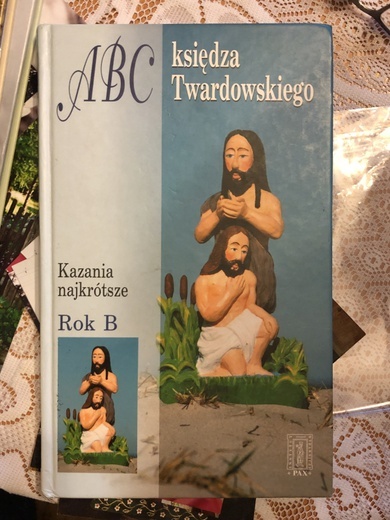 ABC
księdza
Twardowskiego
Kazania
najkrótsze
Rok B
PAX